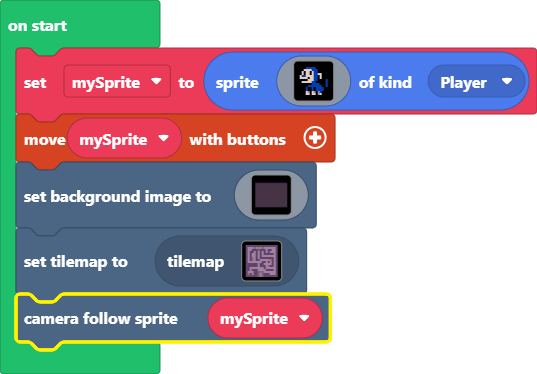 on start
set mySprite to sprite of kind Player
move mySprite with buttons
set background image to
set tilemap to tilemap
camera follow sprite mySprite